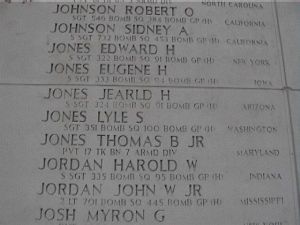 NORTH CAROLINA
JOHNSON ROBERT O
SGT 546 BOMB SQ 384 BOMB GP (H) CALIFORNIA
JOHNSON SIDNEY A
S SGT 732 BOMB SQ 453 BOMB GP (H) CALIFORNIA
JONES EDWARD H
S SGT 322 BOMB SQ 91 BOMB GP (H) NEW YORK
JONES EUGENE H
S SGT 333 BOMB SQ 94 BOMB GP (H) IOWA
JONES JEARLD H
S SGT 324 BOMB SQ 91 BOMB GP (H) ARIZONA
JONES LYLE S
SGT 351 BOMB SQ 100 BOMB GP (H) WASHINGTON
JONES THOMAS B JR
PVT 17 TK BN 7 ARMD DIV MARYLAND
JORDAN HAROLD W
S SGT 335 BOMB SQ 95 BOMB GP (H) INDIANA
JORDAN JOHN W JR
2 LT 701 BOMB SQ 445 BOMB GP (H) MISSISSIPPI
JOSH MYRON G